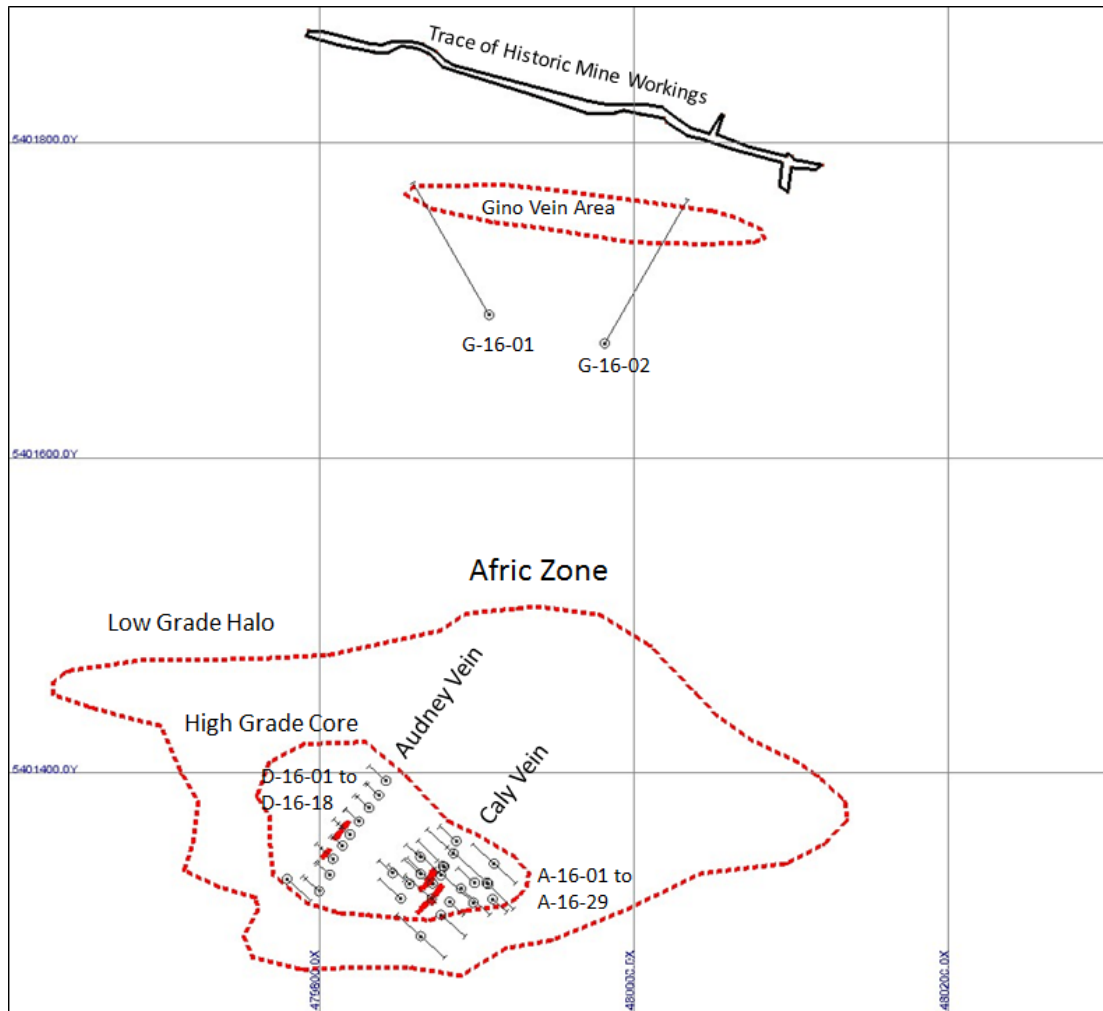 Trace of Historic Mine Workings
5401800.0Y
Gino Vein Area
G-16-01
G-16-02
5401600.0Y
Afric Zone
Low Grade Halo
Audney Vein
High Grade Core
Caly Vein
5401400.0Y
D-16-01 to
D-16-18
A-16-01 to
A-16-29
479800.0X
480000.0X
480200.0X